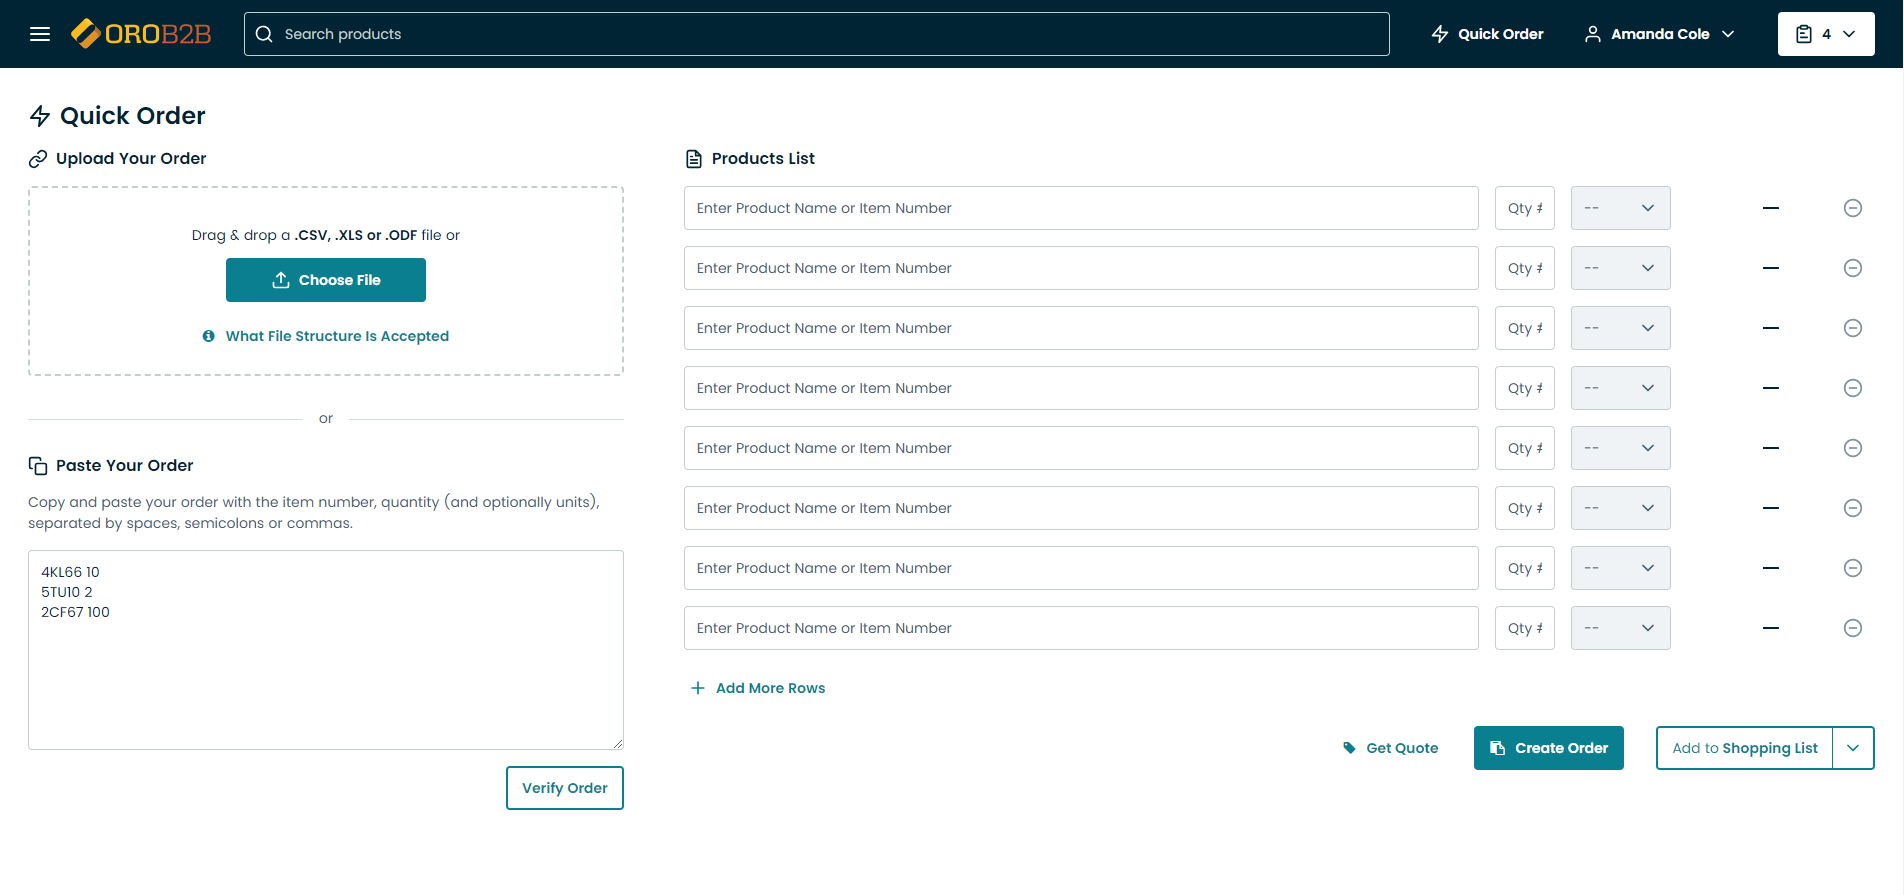 OROB2B
Search products
Quick Order
Amanda Cole
4
Quick Order
Upload Your Order
Drag & drop a .CSV, .XLS or .ODF file or
Choose File
What File Structure Is Accepted
or
Paste Your Order
Copy and paste your order with the item number, quantity (and optionally units),
separated by spaces, semicolons or commas.
4KL66 10
5TU10 2
2CF67 100
Verify Order
Products List
Enter Product Name or Item Number Qty # --
Enter Product Name or Item Number Qty # --
Enter Product Name or Item Number Qty # --
Enter Product Name or Item Number Qty # --
Enter Product Name or Item Number Qty # --
Enter Product Name or Item Number Qty # --
Enter Product Name or Item Number Qty # --
Enter Product Name or Item Number Qty # --
Add More Rows
Get Quote
Create Order
Add to Shopping List